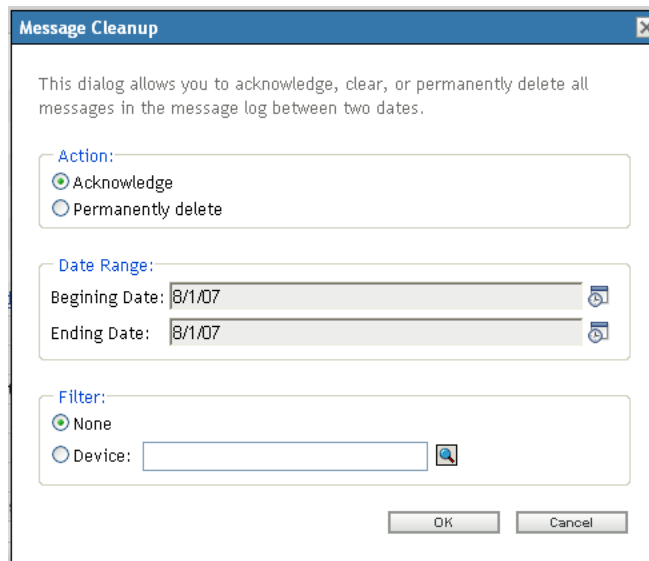 Message Cleanup
This dialog allows you to acknowledge, clear, or permanently delete all
messages in the message log between two dates.
Action:
Acknowledge
Permanently delete
Date Range:
Begining Date: 8/1/07
Ending Date: 8/1/07
Filter:
None
Device:
OK Cancel